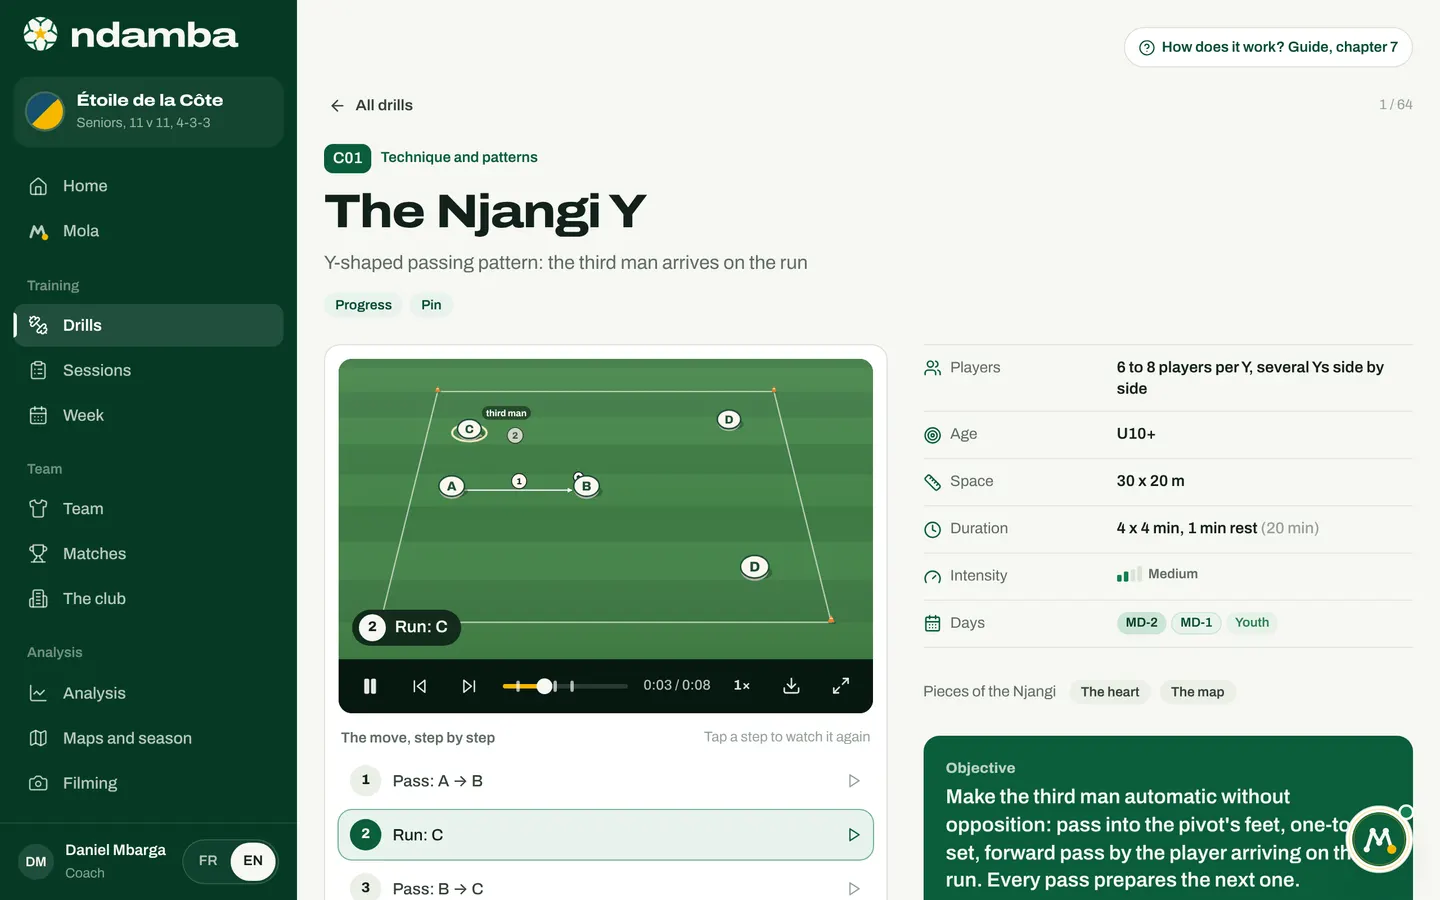 ndamba
How does it work? Guide, chapter 7
Étoile de la Côte
Seniors, 11 v 11, 4-3-3
Home
Mola
Training
Drills
Sessions
Week
Team
Team
Matches
The club
Analysis
Analysis
Maps and season
Filming
DM
Daniel Mbarga
Coach
FR
EN
All drills
1 / 64
C01
Technique and patterns
The Njangi Y
Y-shaped passing pattern: the third man arrives on the run
Progress
Pin
third man
C
2
D
A
1
B
D
2
Run: C
0:03 / 0:08
1×
The move, step by step
Tap a step to watch it again
1
Pass: A → B
2
Run: C
3
Pass: B → C
Players
6 to 8 players per Y, several Ys side by
side
Age
U10+
Space
30 x 20 m
Duration
4 x 4 min, 1 min rest (20 min)
Intensity
Medium
Days
MD-2
MD-1
Youth
Pieces of the Njangi
The heart
The map
Objective
Make the third man automatic without
opposition: pass into the pivot's feet, one-to
set, forward pass by the player arriving on
run. Every pass prepares the next one.
M